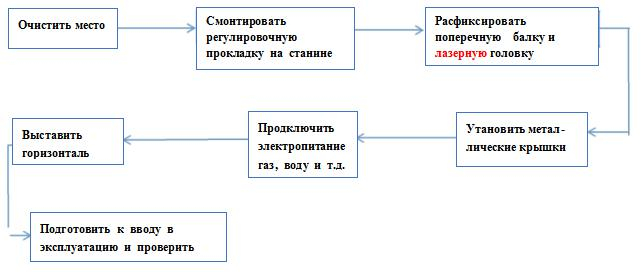 Очистить место
Смонтировать
регулировочную
прокладку на станине
Расфиксировать
поперечную балку и
лазерную головку
Утановить метал-
лические крышки
Продключить
электропитание
газ, воду и т.д.
Выставить
горизонталь
Подготовить к вводу в
эксплуатацию и проверить